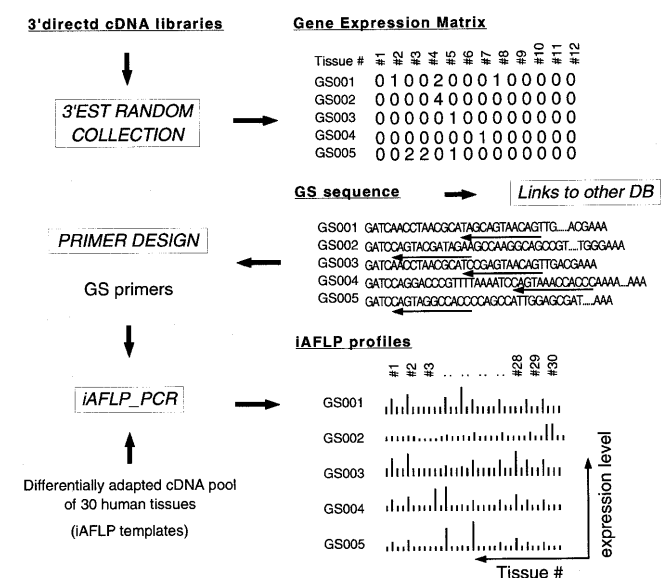 3'directd cDNA libraries
3'EST RANDOM
COLLECTION
PRIMER DESIGN
GS primers
iAFLP_PCR
Differentially adapted cDNA pool
of 30 human tissues
(iAFLP templates)
Gene Expression Matrix
Tissue # #1 #2 #3 #4 #5 #6 #7 #8 #9 #10 #11 #12
GS001 0 1 0 0 2 0 0 0 1 0 0 0 0 0
GS002 0 0 0 0 4 0 0 0 0 0 0 0 0 0
GS003 0 0 0 0 0 1 0 0 0 0 0 0 0 0
GS004 0 0 0 0 0 0 0 1 0 0 0 0 0 0
GS005 0 0 2 2 0 1 0 0 0 0 0 0 0 0
GS sequence
Links to other DB
GS001 GATCAACCTAACGCATAGCAGTAACAGTTG.....ACGAAA
GS002 GATCCAGTACGATAGAAGCCAAGGCAGCCGT.....TGGGAAA
GS003 GATCAACCTAACGCATCCGAGTAACAGTTGACGAAA
GS004 GATCCAGGACCCGTTTTAAAATCCAGTAAACCACCCAAAA....AAA
GS005 GATCCAGTAGGCCACCCCAGCCATTGGAGCGAT.....AAA
iAFLP profiles
#1 #2 #3 .. .. .. .. #28 #29 #30
GS001
GS002
GS003
GS004
GS005
expression level
Tissue #